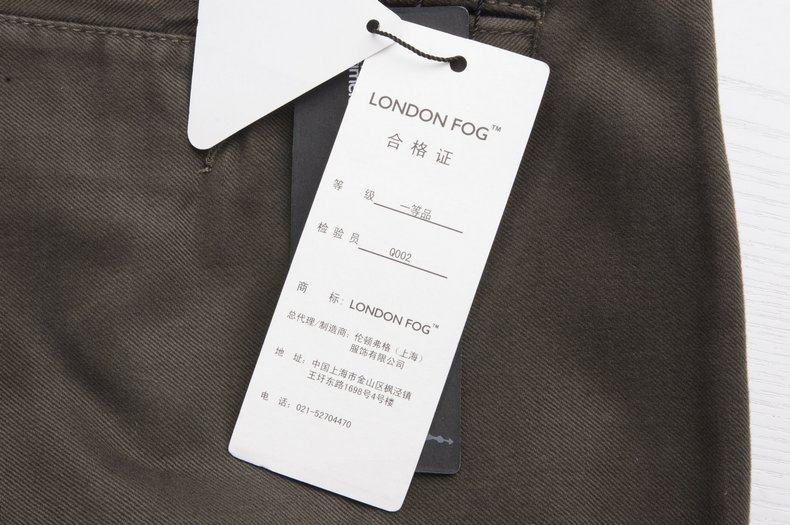 LONDON FOG™
合格证
等 级 一等品
检验员 Q002
商 标: LONDON FOG™
总代理/制造商: 伦顿弗格（上海）
服饰有限公司
地 址: 中国上海市金山区枫泾镇
王圩东路1698号4号楼
电 话: 021-52704470